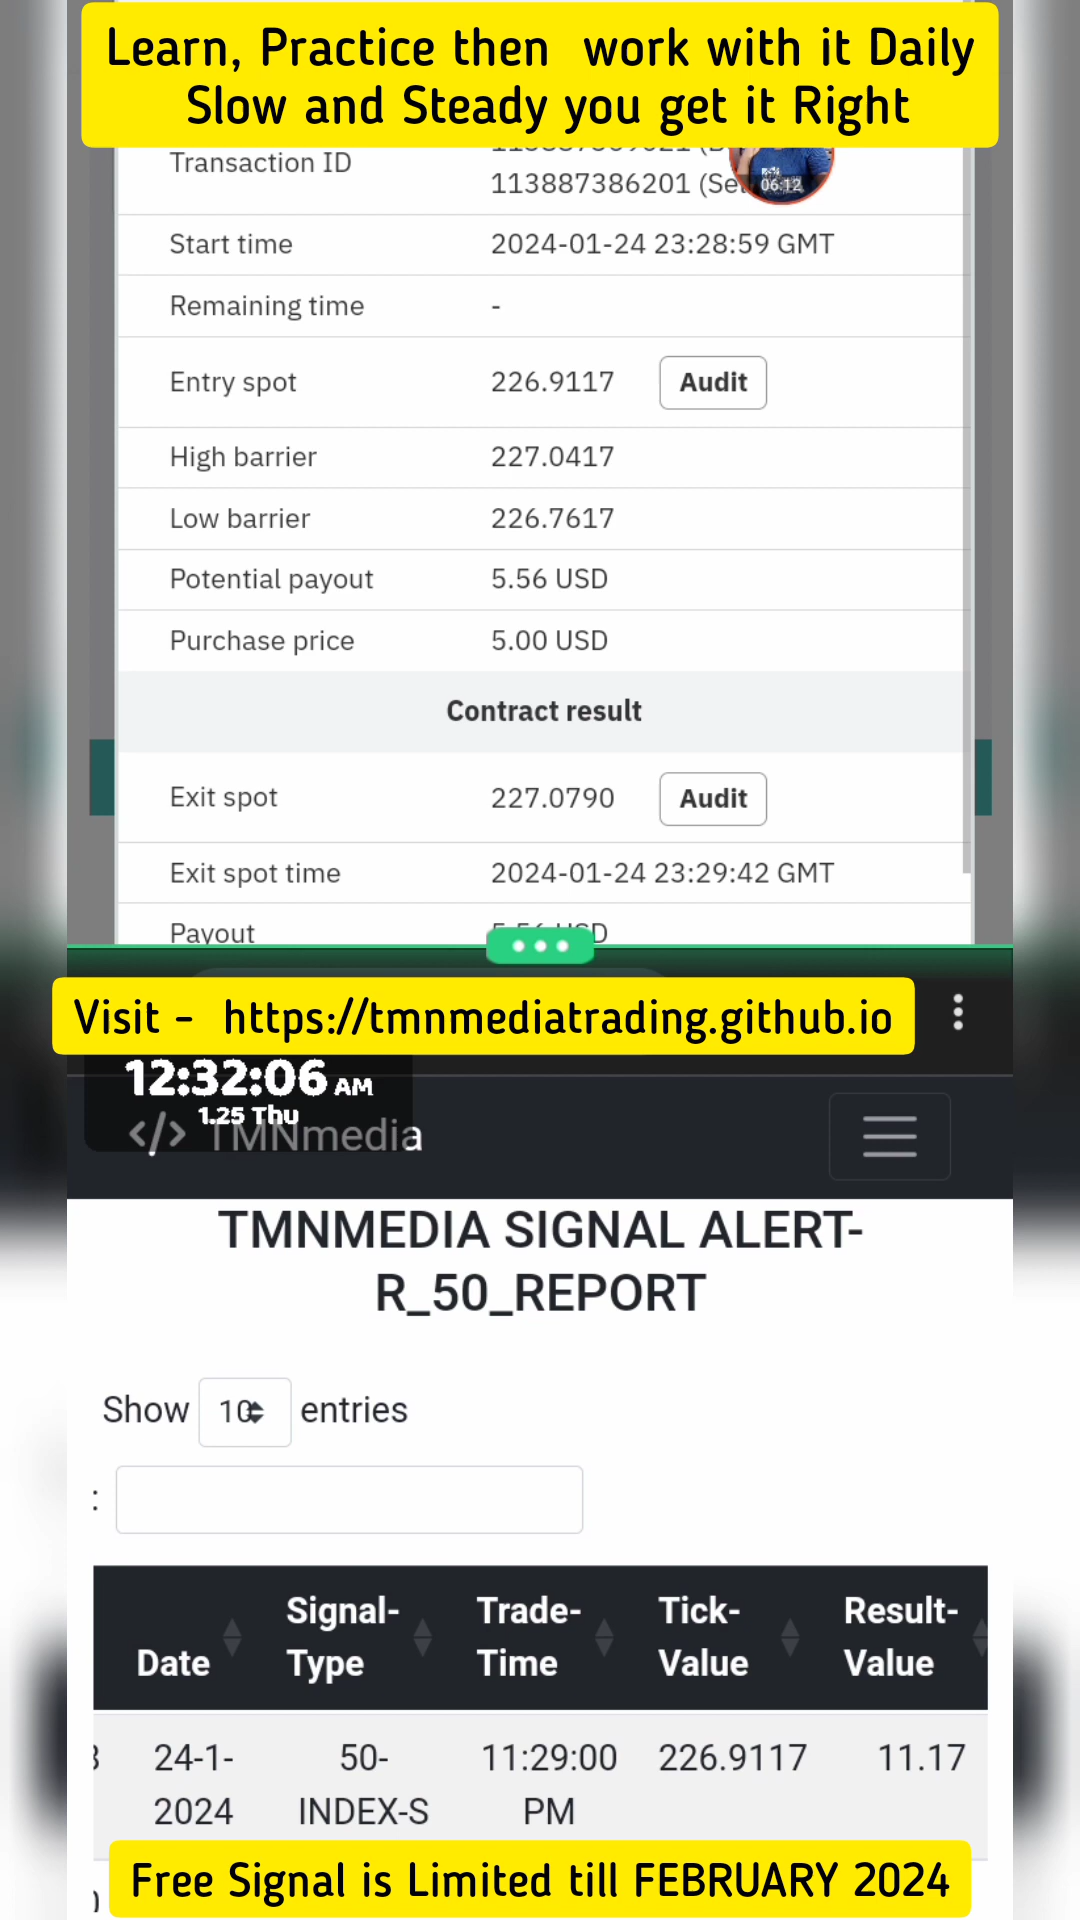 Learn, Practice then work with it Daily
Slow and Steady you get it Right
Transaction ID
113887386201
06:12
Start time 2024-01-24 23:28:59 GMT
Remaining time -
Entry spot 226.9117 Audit
High barrier 227.0417
Low barrier 226.7617
Potential payout 5.56 USD
Purchase price 5.00 USD
Contract result
Exit spot 227.0790 Audit
Exit spot time 2024-01-24 23:29:42 GMT
Payout
Visit - https://tmnmediatrading.github.io
12:32:06 AM
1.25 Thu
</> TMNmedia
TMNMEDIA SIGNAL ALERT-
R_50_REPORT
Show 10 entries
:
Signal- Trade- Tick- Result-
Date Type Time Value Value
24-1- 50- 11:29:00 226.9117 11.17
2024 INDEX-S PM
Free Signal is Limited till FEBRUARY 2024